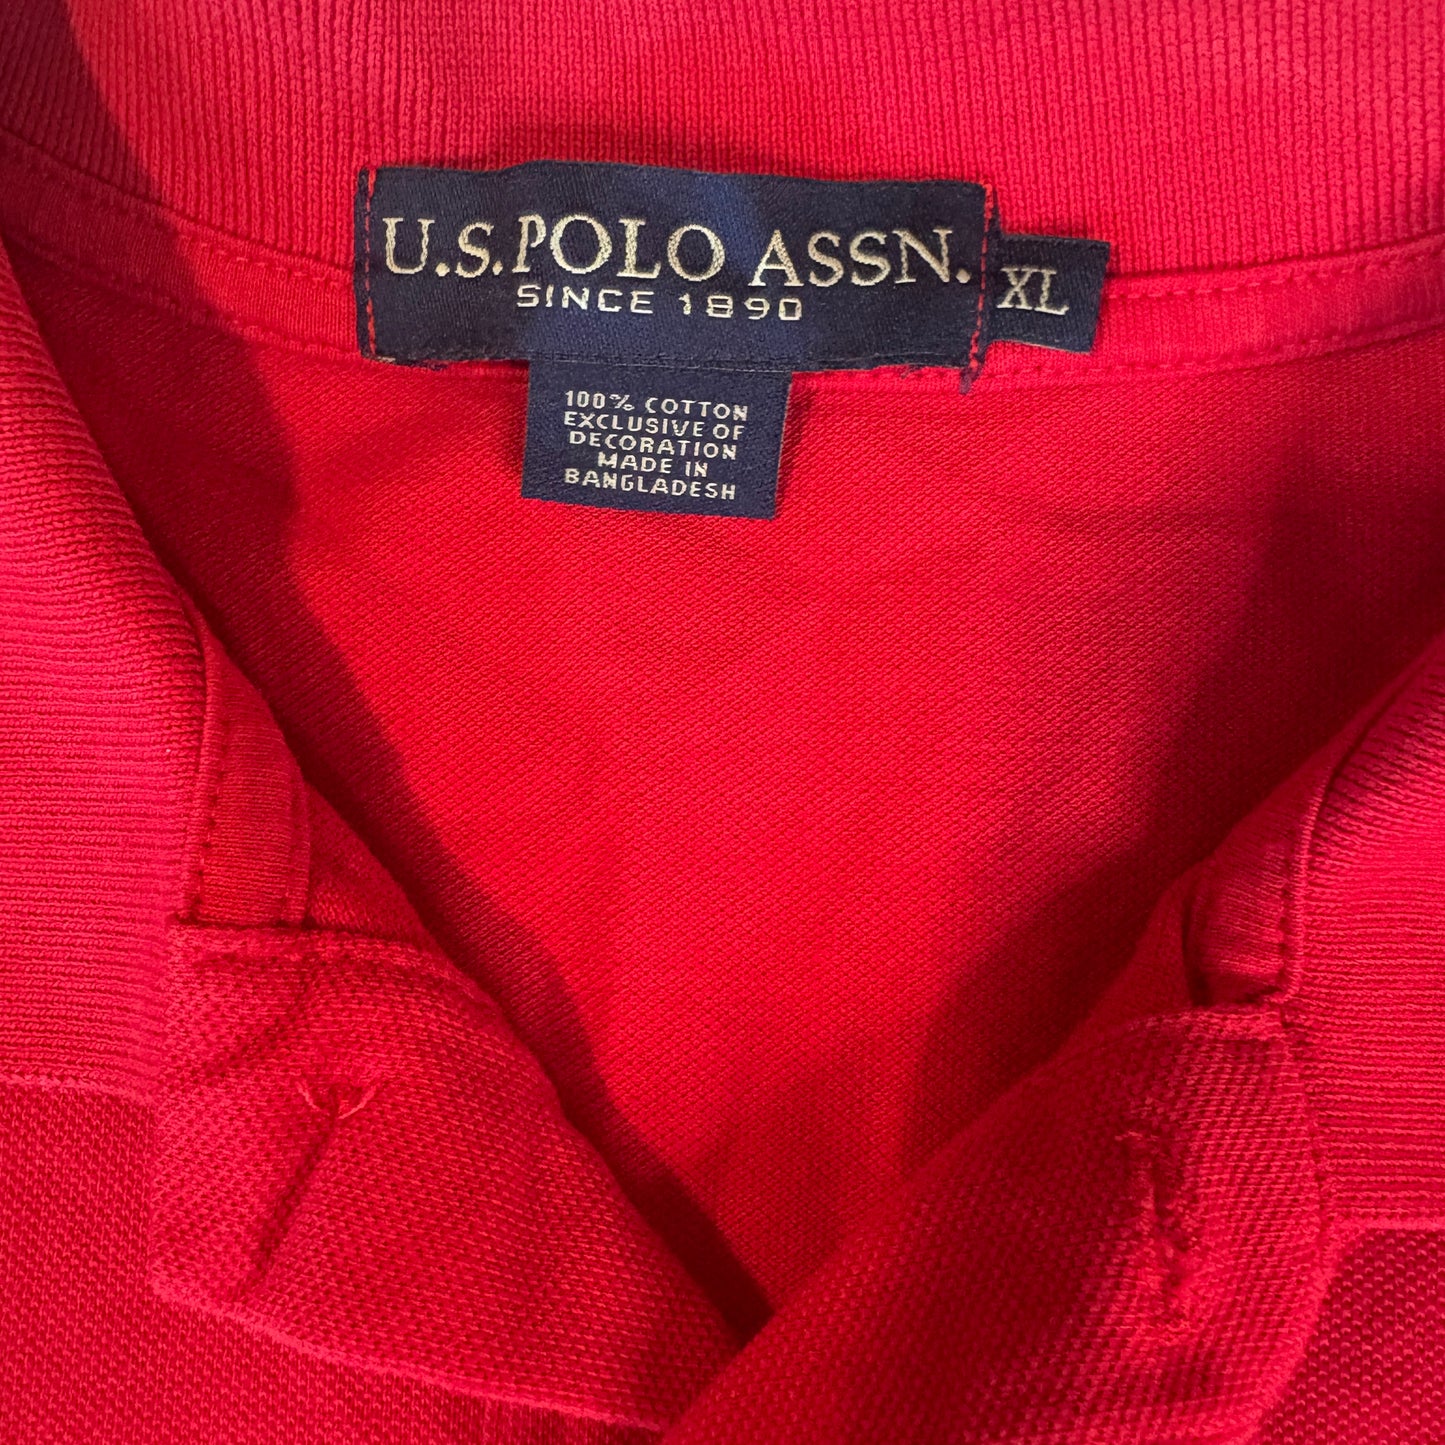 U.S. POLO ASSN.
SINCE 1890
XL
100% COTTON
EXCLUSIVE OF
DECORATION
MADE IN
BANGLADESH